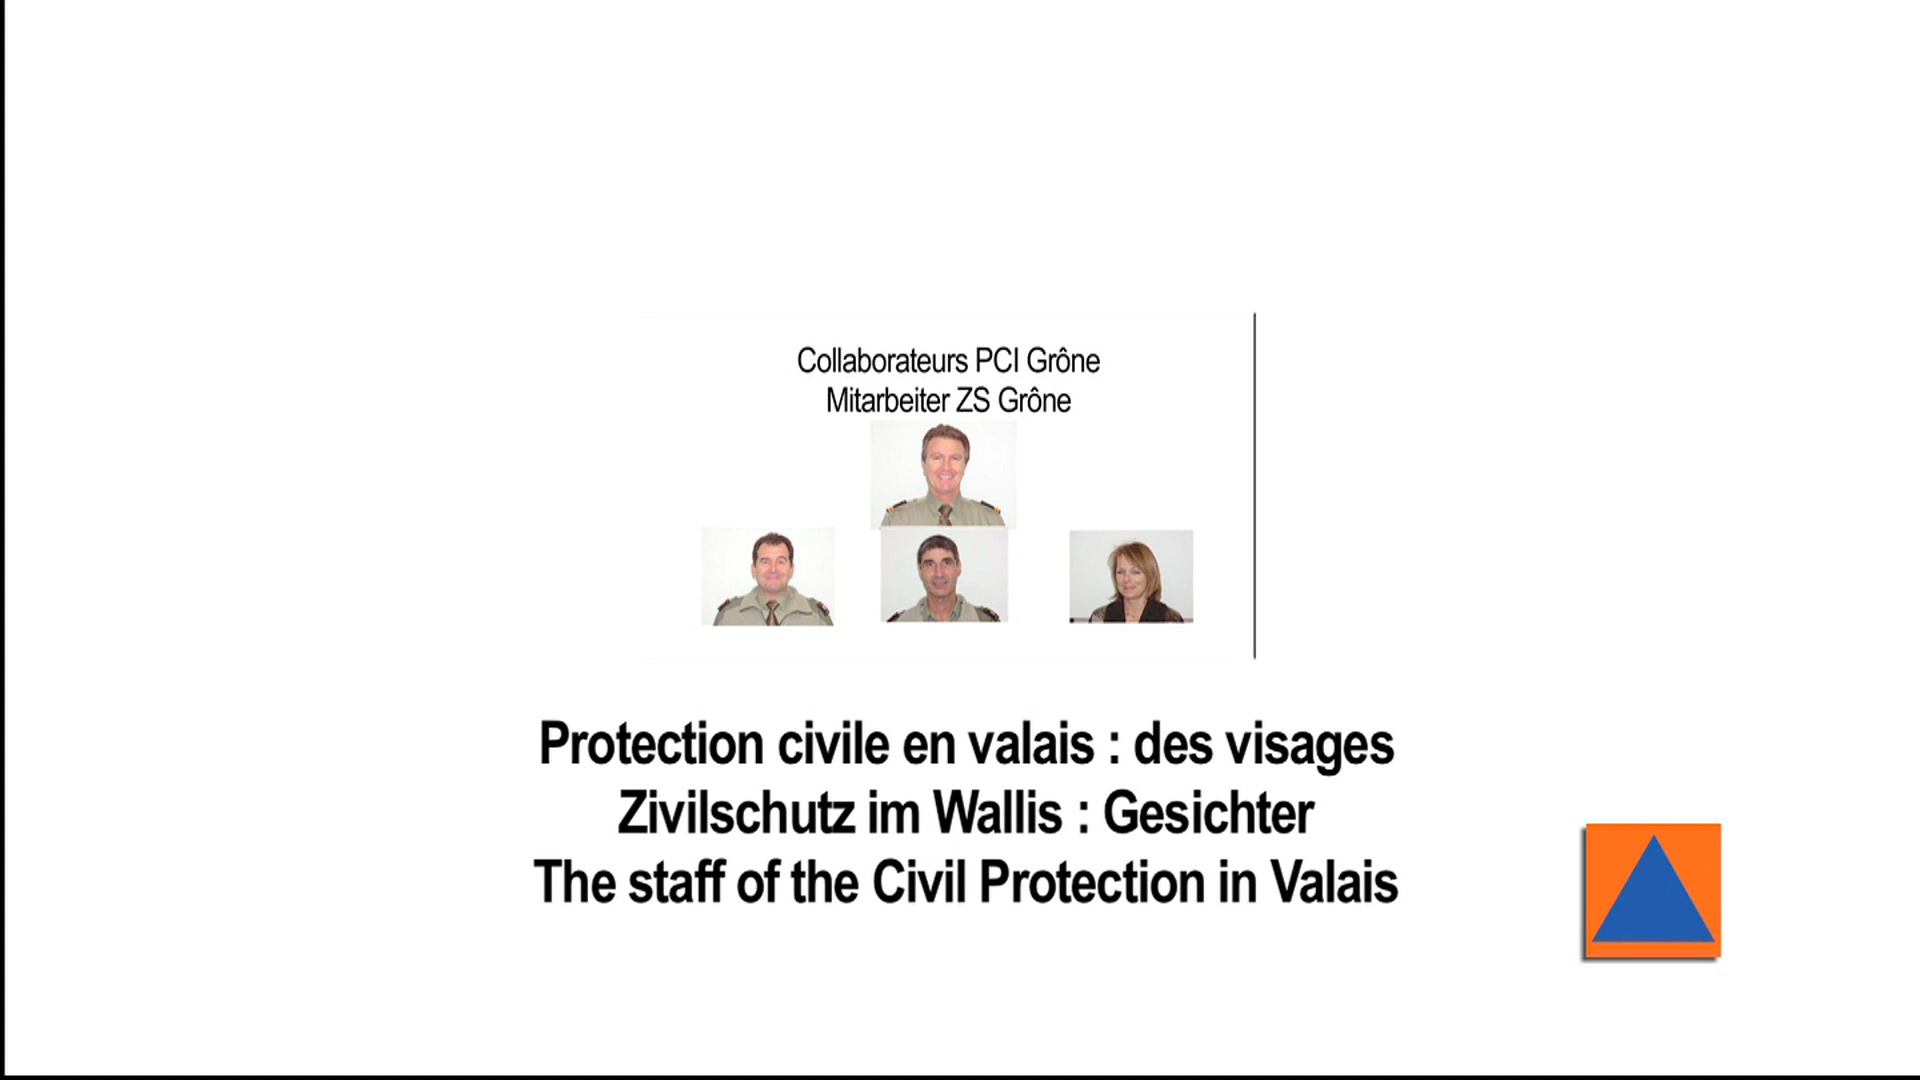 Collaborateurs PCI Grône
Mitarbeiter ZS Grône
Protection civile en valais : des visages
Zivilschutz im Wallis : Gesichter
The staff of the Civil Protection in Valais